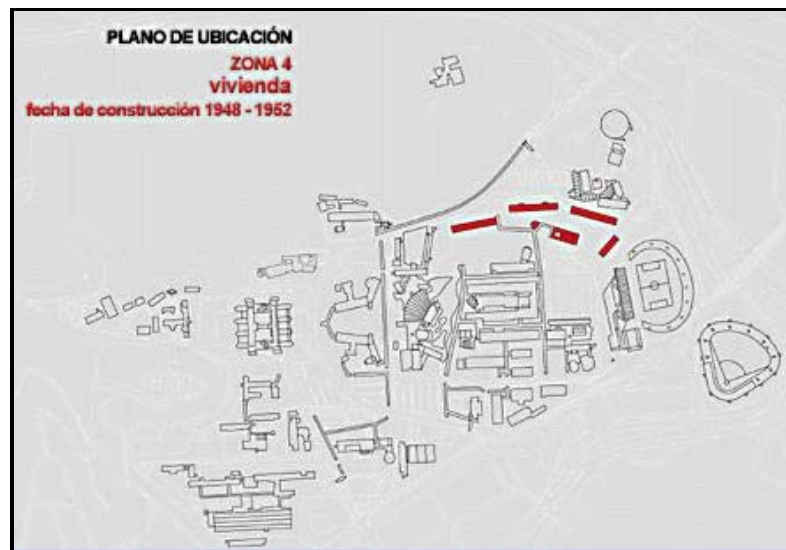 PLANO DE UBICACIÓN
ZONA 4
vivienda
fecha de construcción 1948 - 1952